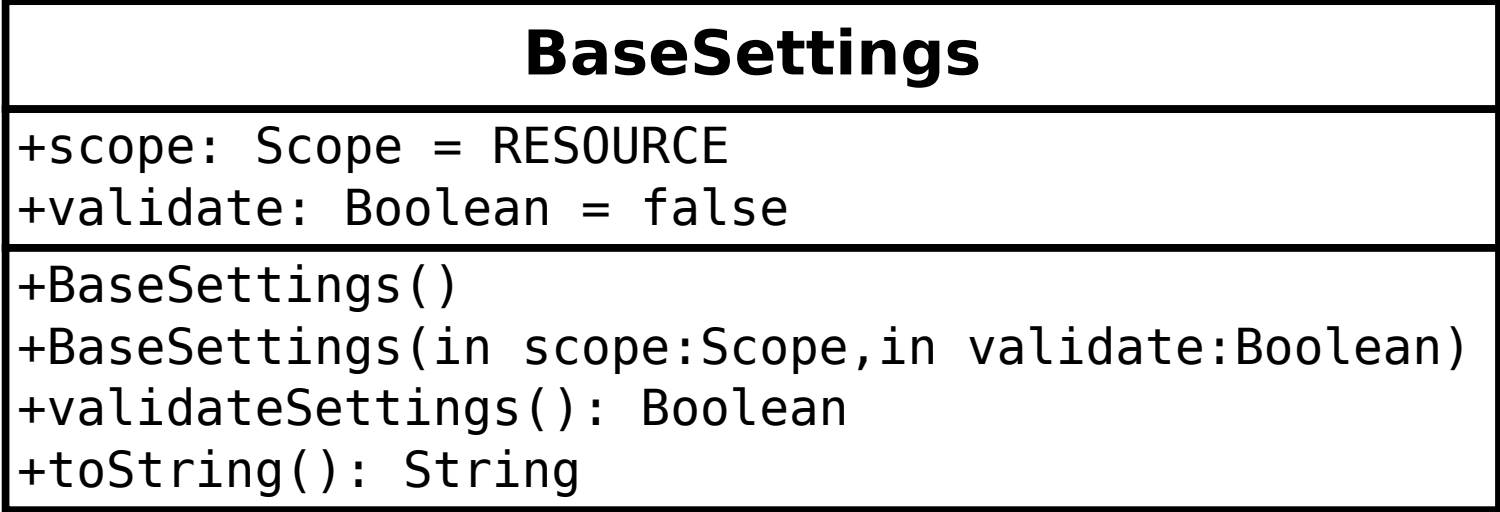 BaseSettings
+scope: Scope = RESOURCE
+validate: Boolean = false
+BaseSettings()
+BaseSettings(in scope:Scope,in validate:Boolean)
+validateSettings(): Boolean
+toString(): String